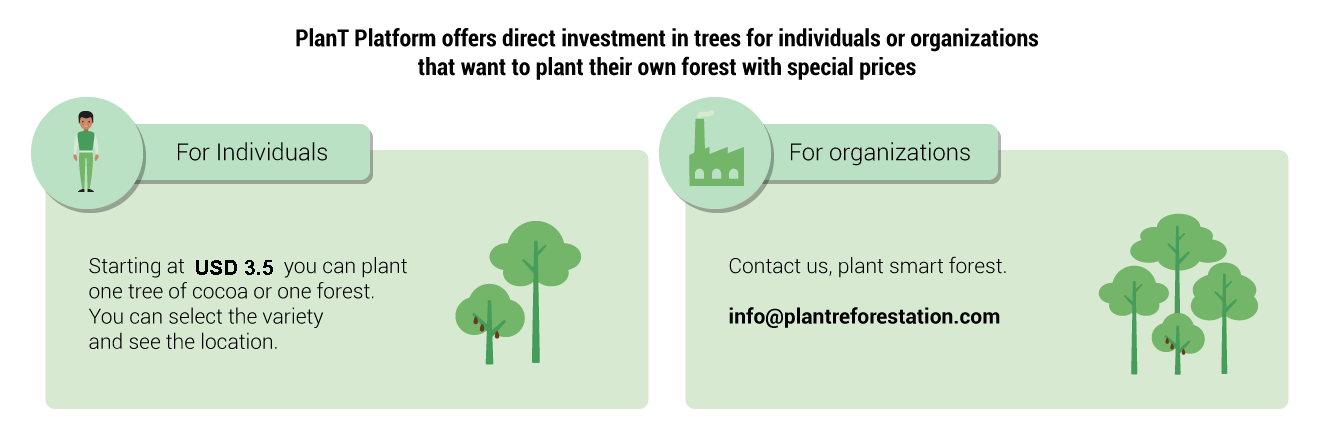 PlanT Platform offers direct investment in trees for individuals or organizations
that want to plant their own forest with special prices
For Individuals
Starting at USD 3.5 you can plant
one tree of cocoa or one forest.
You can select the variety
and see the location.
For organizations
Contact us, plant smart forest.
info@plantreforestation.com